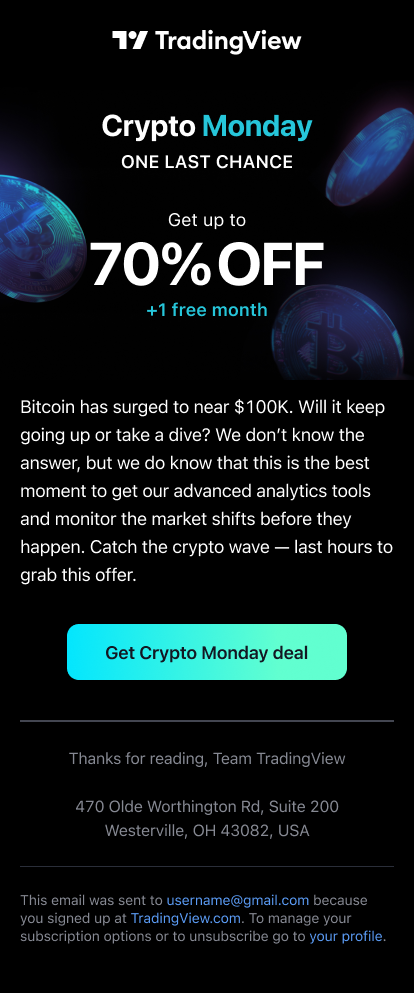 TradingView
Crypto Monday
ONE LAST CHANCE
Get up to
70% OFF
+1 free month
Bitcoin has surged to near $100K. Will it keep
going up or take a dive? We don’t know the
answer, but we do know that this is the best
moment to get our advanced analytics tools
and monitor the market shifts before they
happen. Catch the crypto wave — last hours to
grab this offer.
Get Crypto Monday deal
Thanks for reading, Team TradingView
470 Olde Worthington Rd, Suite 200
Westerville, OH 43082, USA
This email was sent to username@gmail.com because
you signed up at TradingView.com. To manage your
subscription options or to unsubscribe go to your profile.